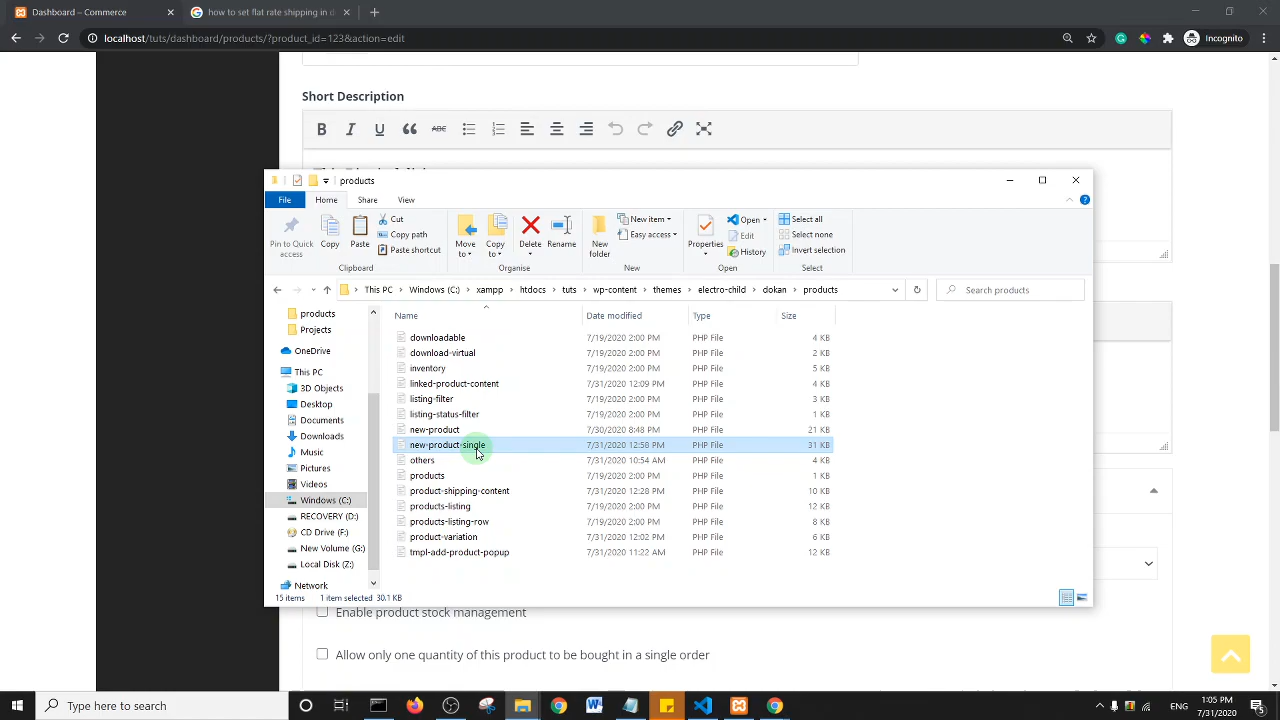 Dashboard – Commerce
how to set flat rate shipping in d
localhost/tuts/dashboard/products/?product_id=123&action=edit
Incognito
Short Description
B I U ABC
products
File Home Share View
Pin to Quick access
Copy
Paste
Cut
Copy path
Paste shortcut
Clipboard
Move to
Copy to
Delete
Rename
Organise
New folder
New item
Easy access
New
Properties
Open
Edit
History
Open
Select all
Select none
Invert selection
Select
This PC > Windows (C:) > xampp > htdocs > tuts > wp-content > themes > electro-child > dokan > products
Search products
products
Projects
OneDrive
This PC
3D Objects
Desktop
Documents
Downloads
Music
Pictures
Videos
Windows (C:)
RECOVERY (D:)
CD Drive (F:)
New Volume (G:)
Local Disk (Z:)
Network
Name Date modified Type Size
downloadable 7/19/2020 2:00 PM PHP File 4 KB
download-virtual 7/19/2020 2:00 PM PHP File 2 KB
inventory 7/19/2020 2:00 PM PHP File 5 KB
linked-product-content 7/31/2020 12:09 PM PHP File 4 KB
listing-filter 7/19/2020 2:00 PM PHP File 3 KB
listing-status-filter 7/19/2020 2:00 PM PHP File 1 KB
new-product 7/30/2020 8:48 PM PHP File 21 KB
new-product-single 7/31/2020 12:58 PM PHP File 31 KB
others 7/31/2020 10:54 AM PHP File 4 KB
products 7/19/2020 2:00 PM PHP File 1 KB
product-shipping-content 7/31/2020 12:28 PM PHP File 10 KB
products-listing 7/19/2020 2:00 PM PHP File 12 KB
products-listing-row 7/19/2020 2:00 PM PHP File 8 KB
product-variation 7/31/2020 12:02 PM PHP File 6 KB
tmpl-add-product-popup 7/31/2020 11:22 AM PHP File 12 KB
15 items 1 item selected 30.1 KB
Enable product stock management
Allow only one quantity of this product to be bought in a single order
Type here to search
ENG
1:05 PM
7/31/2020